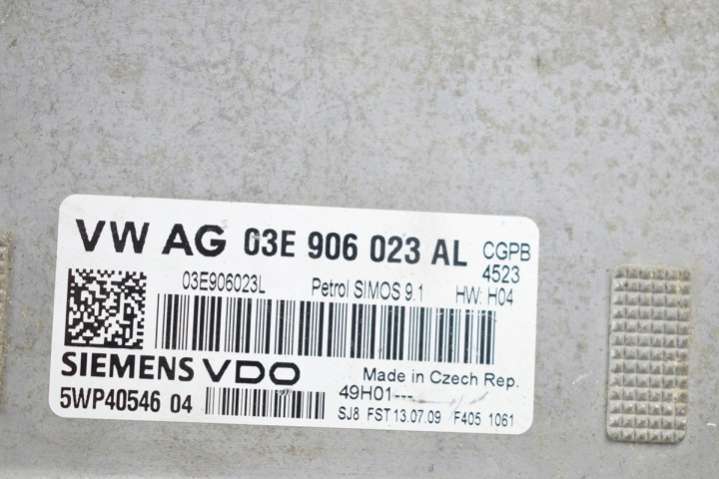 VW AG 03E 906 023 AL CGPB
4523
03E906023L Petrol SIMOS 9.1 HW: H04
SIEMENS VDO Made in Czech Rep.
5WP40546 04 49H01---
SJ8 FST 13.07.09 F405 1061